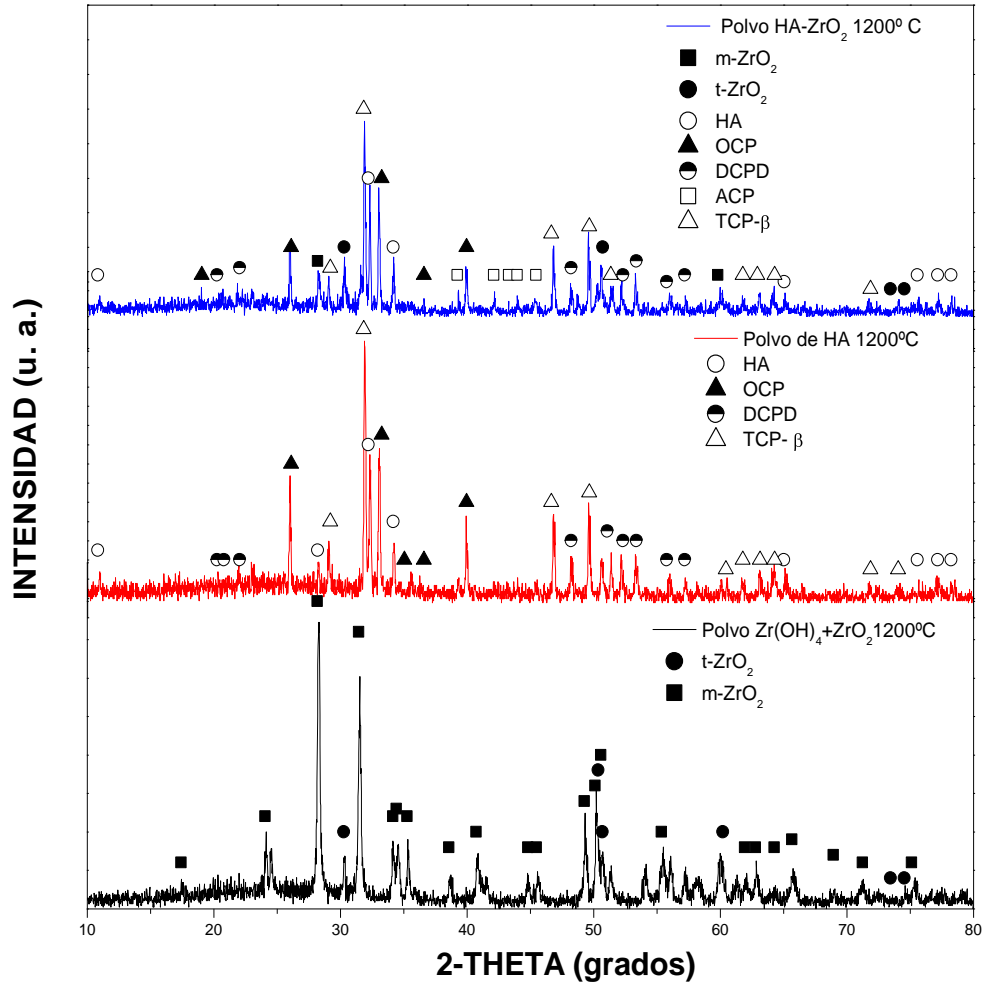 Polvo HA-ZrO₂ 1200º C
m-ZrO₂
t-ZrO₂
HA
OCP
DCPD
ACP
TCP-β
Polvo de HA 1200ºC
HA
OCP
DCPD
TCP- β
Polvo Zr(OH)₄+ZrO₂1200ºC
t-ZrO₂
m-ZrO₂
INTENSIDAD (u. a.)
10 20 30 40 50 60 70 80
2-THETA (grados)